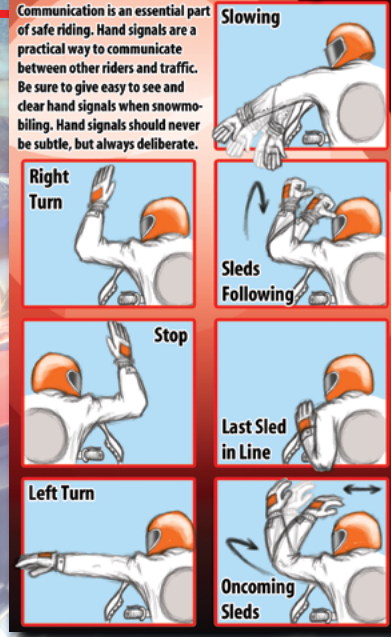 Communication is an essential part
of safe riding. Hand signals are a
practical way to communicate
between other riders and traffic.
Be sure to give easy to see and
clear hand signals when snowmo-
biling. Hand signals should never
be subtle, but always deliberate.
Slowing
Right
Turn
Sleds
Following
Stop
Last Sled
in Line
Left Turn
Oncoming
Sleds